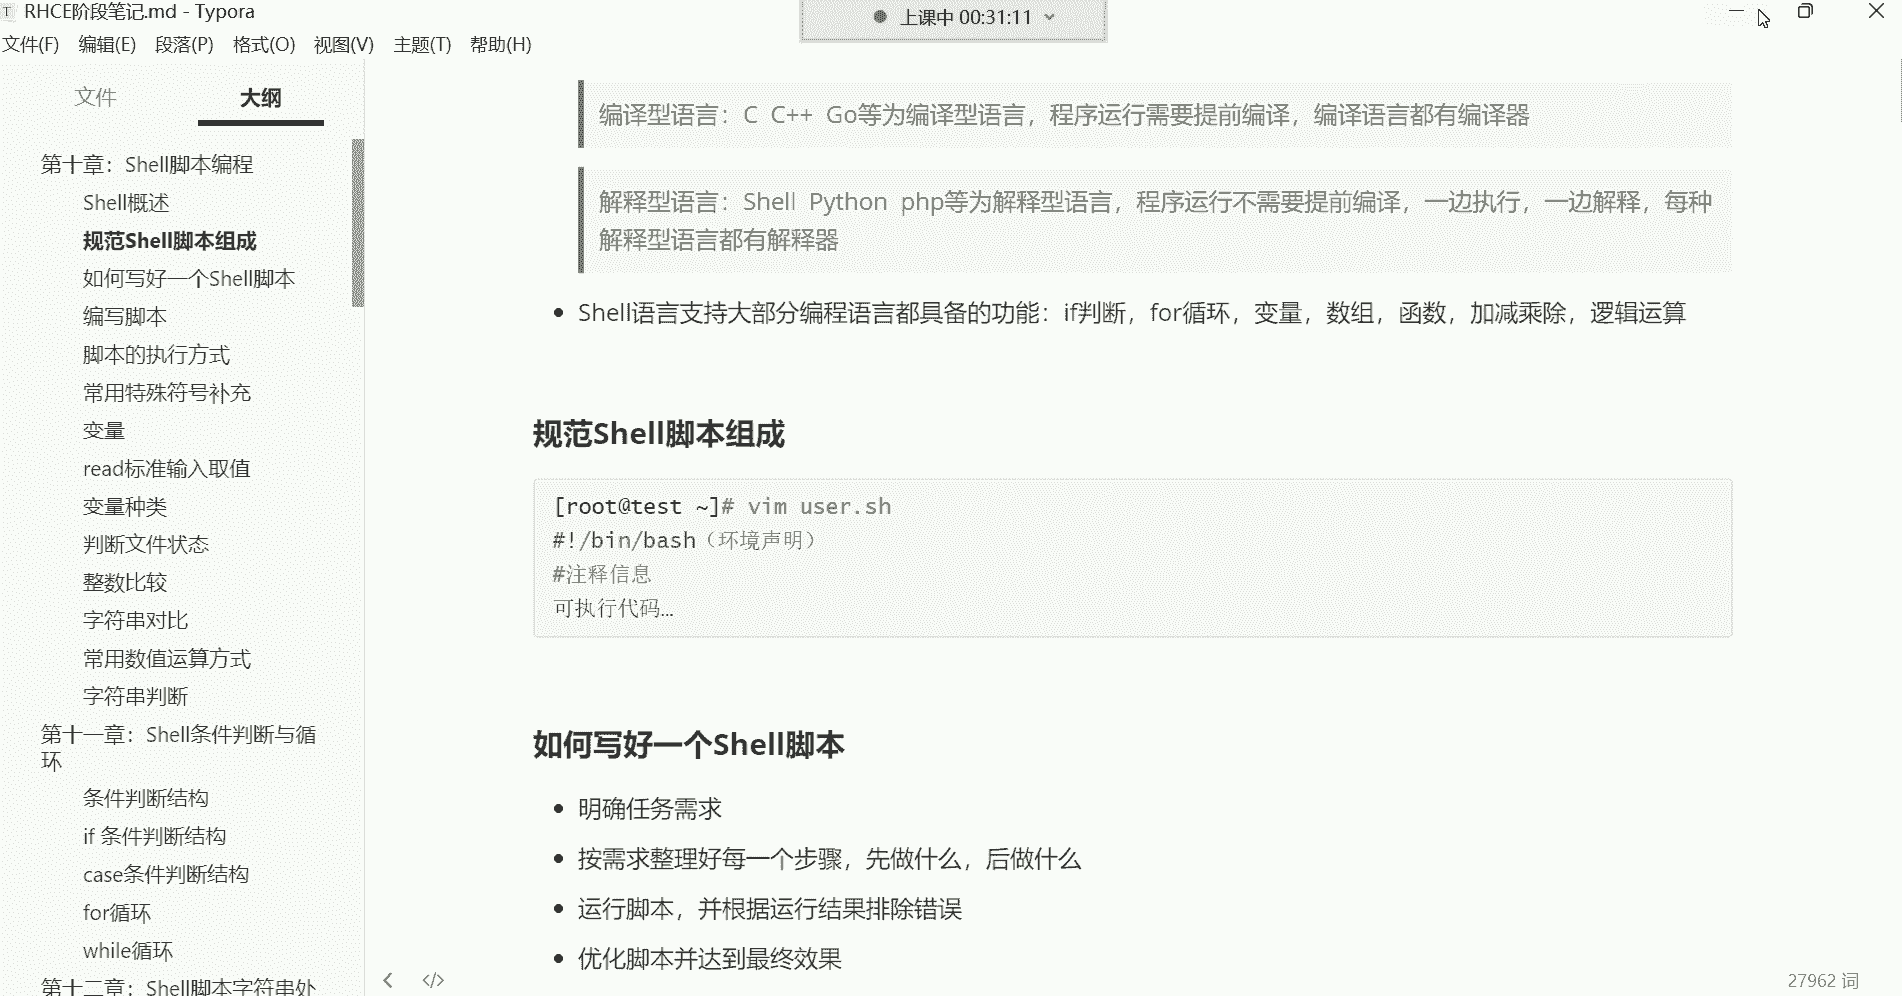 RHCE阶段笔记.md - Typora
上课中 00:31:11
文件(F) 编辑(E) 段落(P) 格式(O) 视图(V) 主题(T) 帮助(H)
文件 大纲
第十章：Shell脚本编程
Shell概述
规范Shell脚本组成
如何写好一个Shell脚本
编写脚本
脚本的执行方式
常用特殊符号补充
变量
read标准输入取值
变量种类
判断文件状态
整数比较
字符串对比
常用数值运算方式
字符串判断
第十一章：Shell条件判断与循
环
条件判断结构
if 条件判断结构
case条件判断结构
for循环
while循环
第十二章：Shell脚本字符串处
编译型语言：C C++ Go等为编译型语言，程序运行需要提前编译，编译语言都有编译器
解释型语言：Shell Python php等为解释型语言，程序运行不需要提前编译，一边执行，一边解释，每种
解释型语言都有解释器
Shell语言支持大部分编程语言都具备的功能：if判断，for循环，变量，数组，函数，加减乘除，逻辑运算
规范Shell脚本组成
[root@test ~]# vim user.sh
#!/bin/bash（环境声明）
#注释信息
可执行代码...
如何写好一个Shell脚本
明确任务需求
按需求整理好每一个步骤，先做什么，后做什么
运行脚本，并根据运行结果排除错误
优化脚本并达到最终效果
27962 词